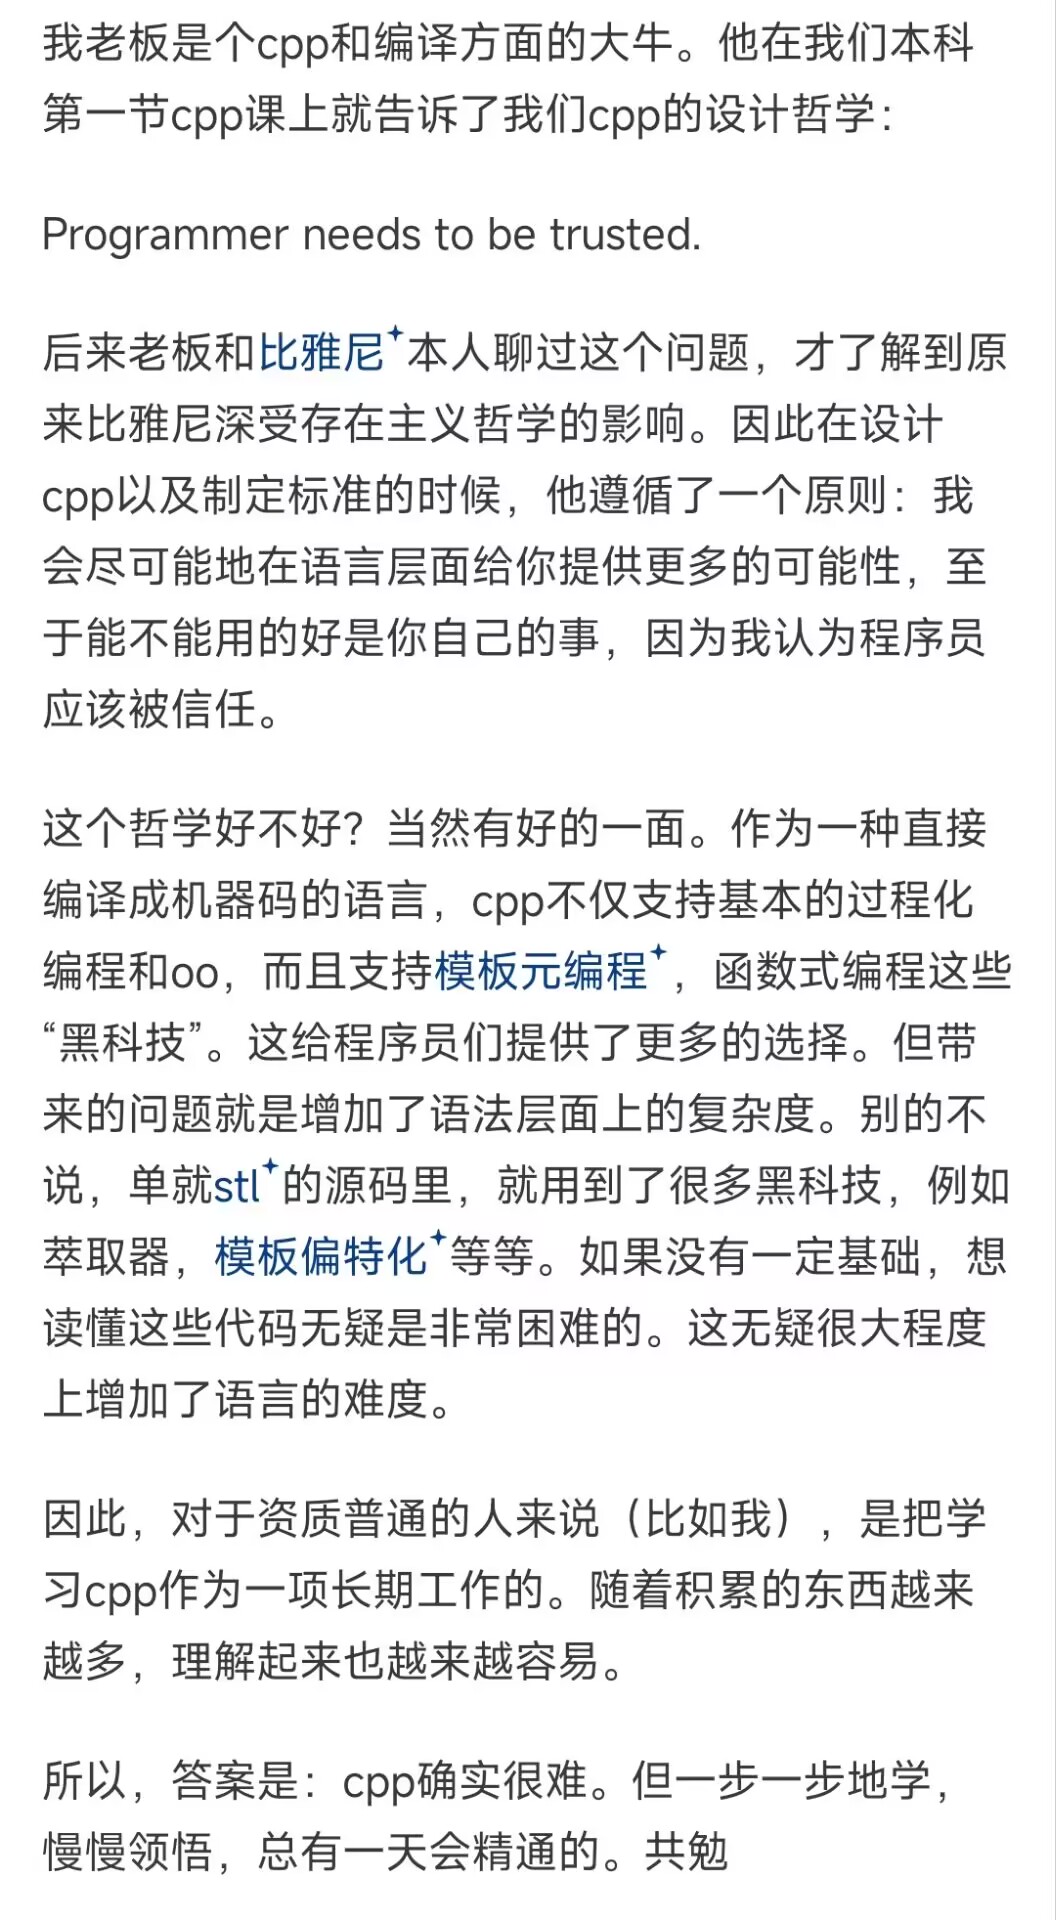 我老板是个cpp和编译方面的大牛。他在我们本科
第一节cpp课上就告诉了我们cpp的设计哲学：
Programmer needs to be trusted.
后来老板和比雅尼本人聊过这个问题，才了解到原
来比雅尼深受存在主义哲学的影响。因此在设计
cpp以及制定标准的时候，他遵循了一个原则：我
会尽可能地在语言层面给你提供更多的可能性，至
于能不能用的好是你自己的事，因为我认为程序员
应该被信任。
这个哲学好不好？当然有好的一面。作为一种直接
编译成机器码的语言，cpp不仅支持基本的过程化
编程和oo，而且支持模板元编程，函数式编程这些
“黑科技”。这给程序员们提供了更多的选择。但带
来的问题就是增加了语法层面上的复杂度。别的不
说，单就stl的源码里，就用到了很多黑科技，例如
萃取器，模板偏特化等等。如果没有一定基础，想
读懂这些代码无疑是非常困难的。这无疑很大程度
上增加了语言的难度。
因此，对于资质普通的人来说（比如我），是把学
习cpp作为一项长期工作的。随着积累的东西越来
越多，理解起来也越来越容易。
所以，答案是：cpp确实很难。但一步一步地学，
慢慢领悟，总有一天会精通的。共勉